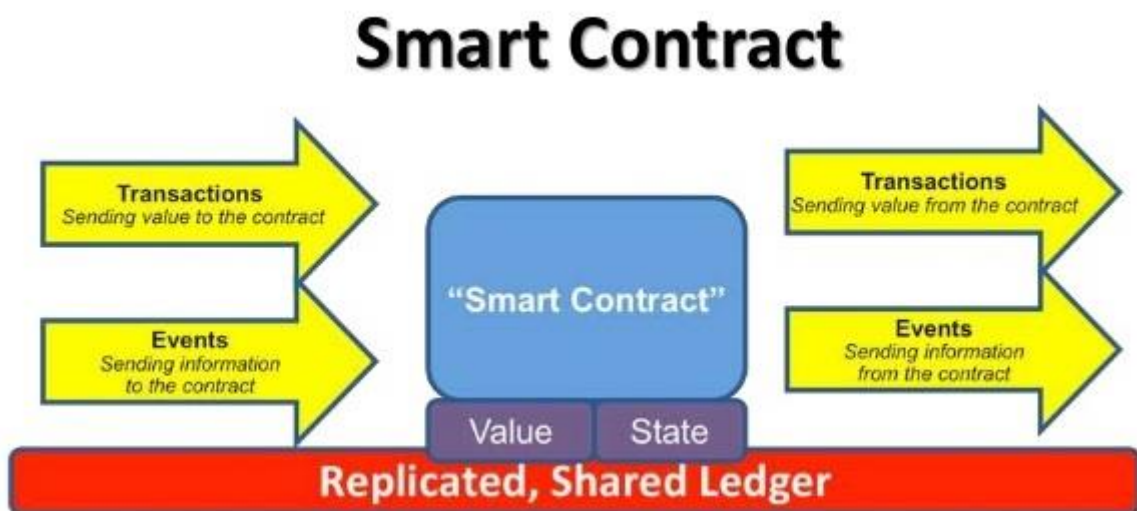 Smart Contract
Transactions
Sending value to the contract
Events
Sending information
to the contract
“Smart Contract”
Value
State
Transactions
Sending value from the contract
Events
Sending information
from the contract
Replicated, Shared Ledger